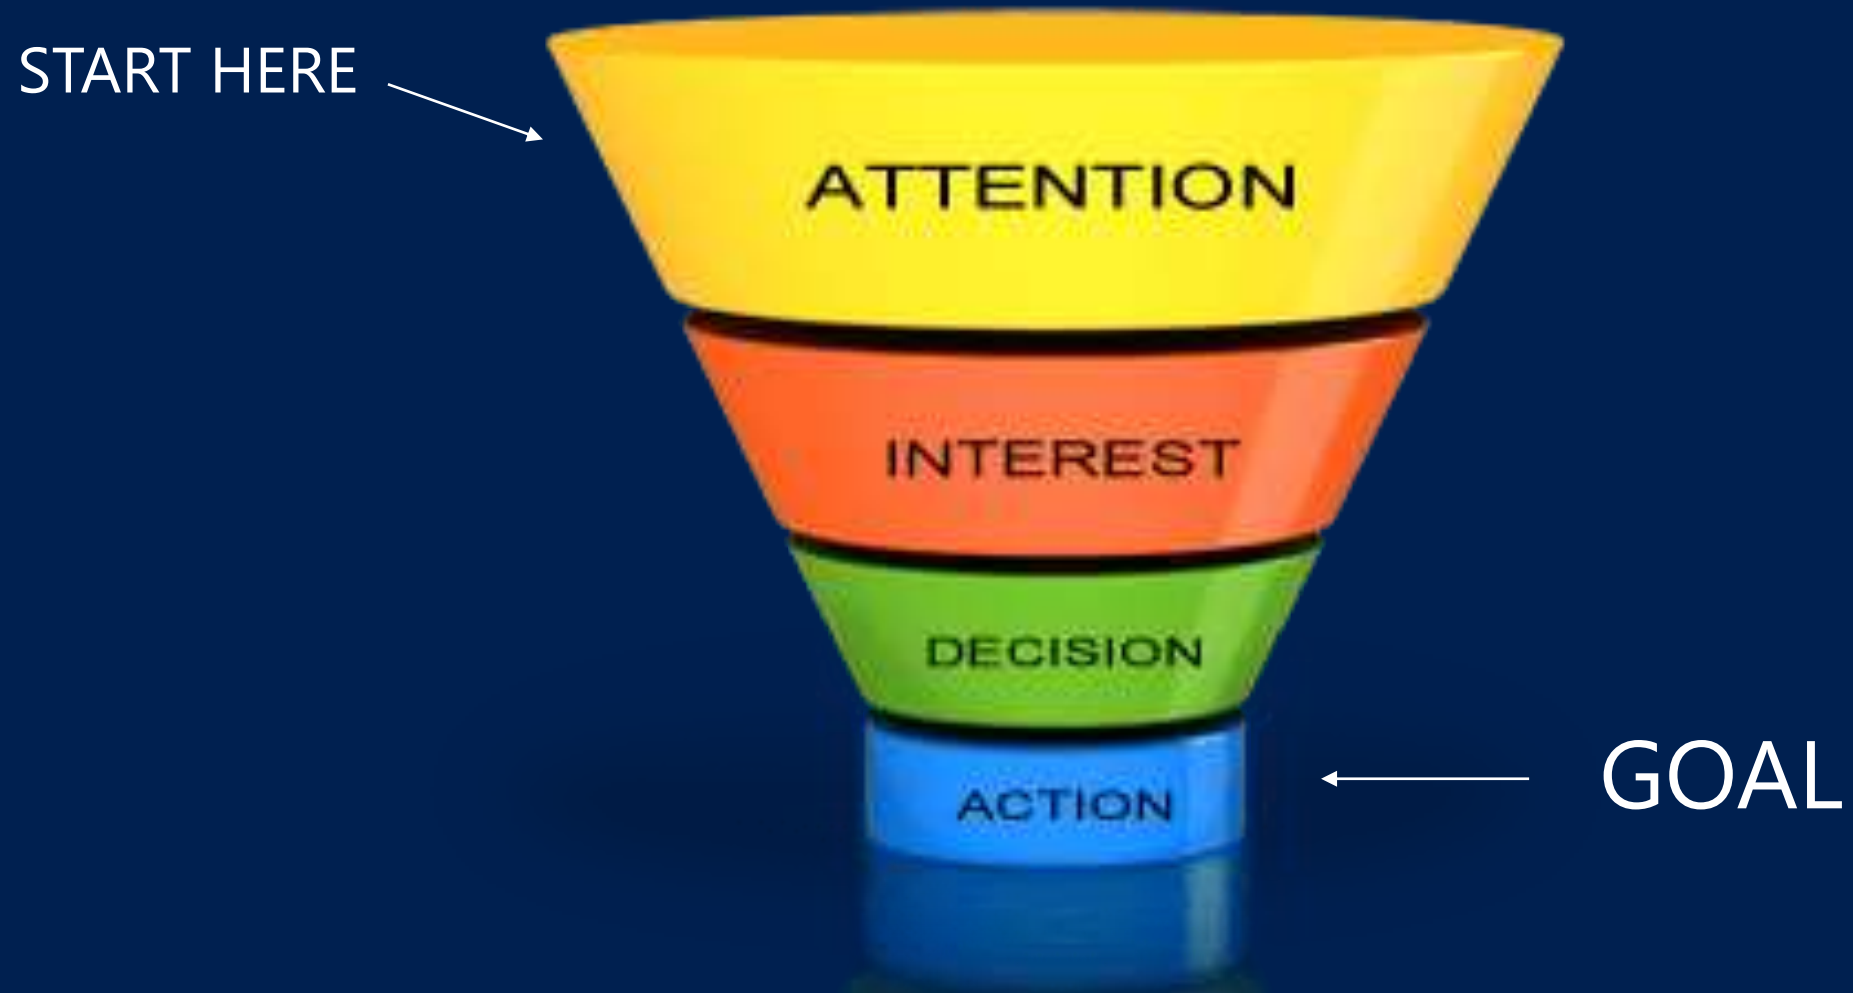 START HERE
ATTENTION
INTEREST
DECISION
ACTION
GOAL